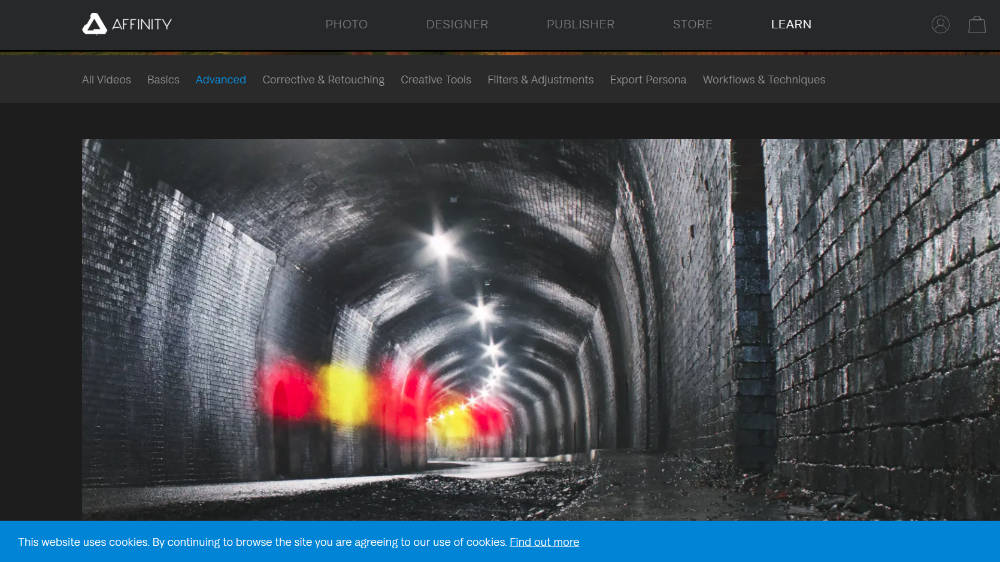 AFFINITY PHOTO DESIGNER PUBLISHER STORE LEARN
All Videos Basics Advanced Corrective & Retouching Creative Tools Filters & Adjustments Export Persona Workflows & Techniques
This website uses cookies. By continuing to browse the site you are agreeing to our use of cookies. Find out more